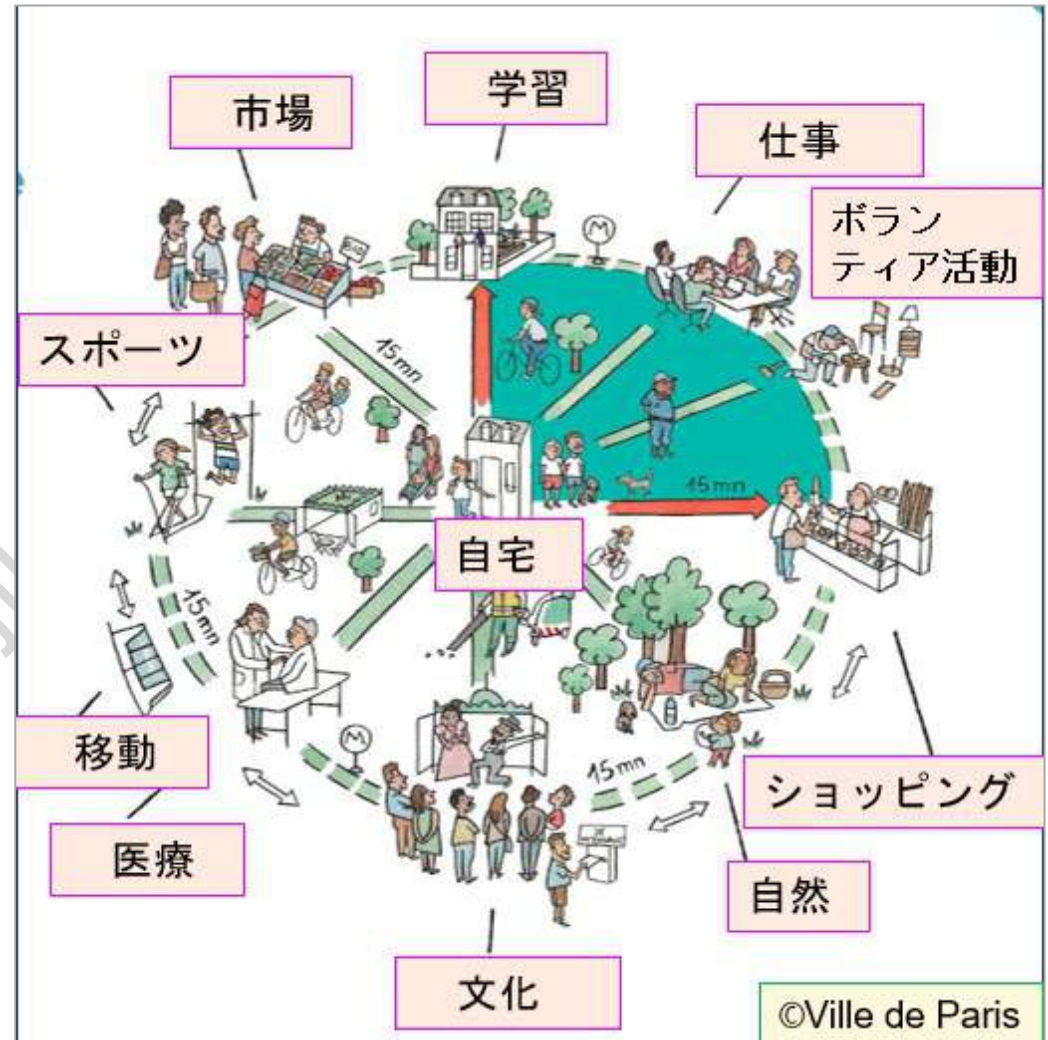 学習
市場
仕事
ボラン
ティア活動
M
スポーツ
15mn
15mn
自宅
15mn
M
移動
15mn
ショッピング
医療
自然
文化
©Ville de Paris